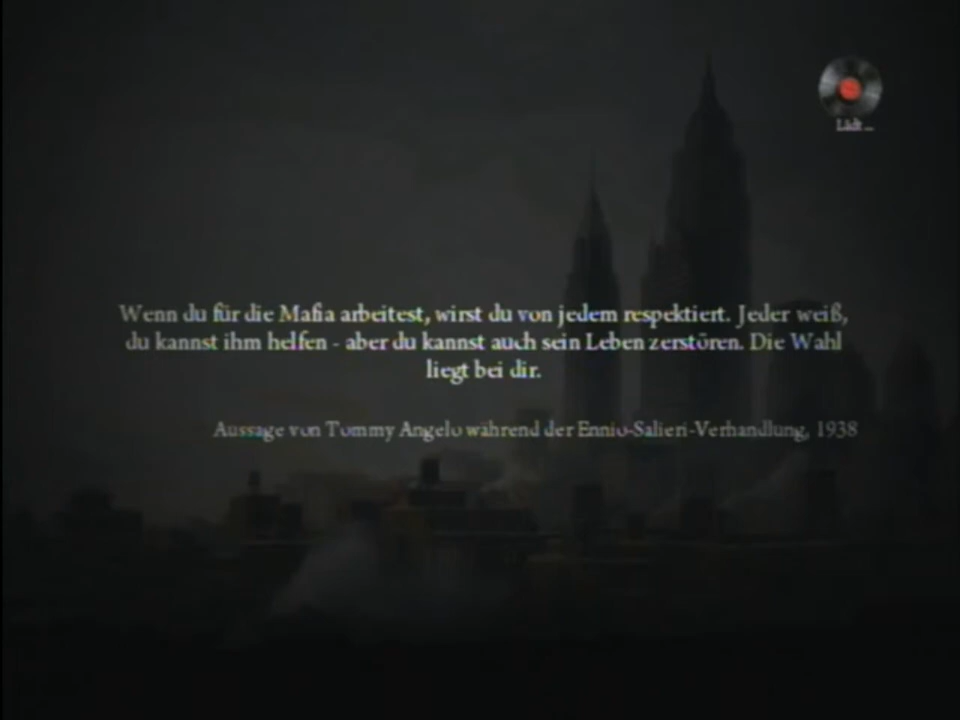 Lädt ...
Wenn du für die Mafia arbeitest, wirst du von jedem respektiert. Jeder weiß,
du kannst ihm helfen - aber du kannst auch sein Leben zerstören. Die Wahl
liegt bei dir.
Aussage von Tommy Angelo während der Ennio-Salieri-Verhandlung, 1938